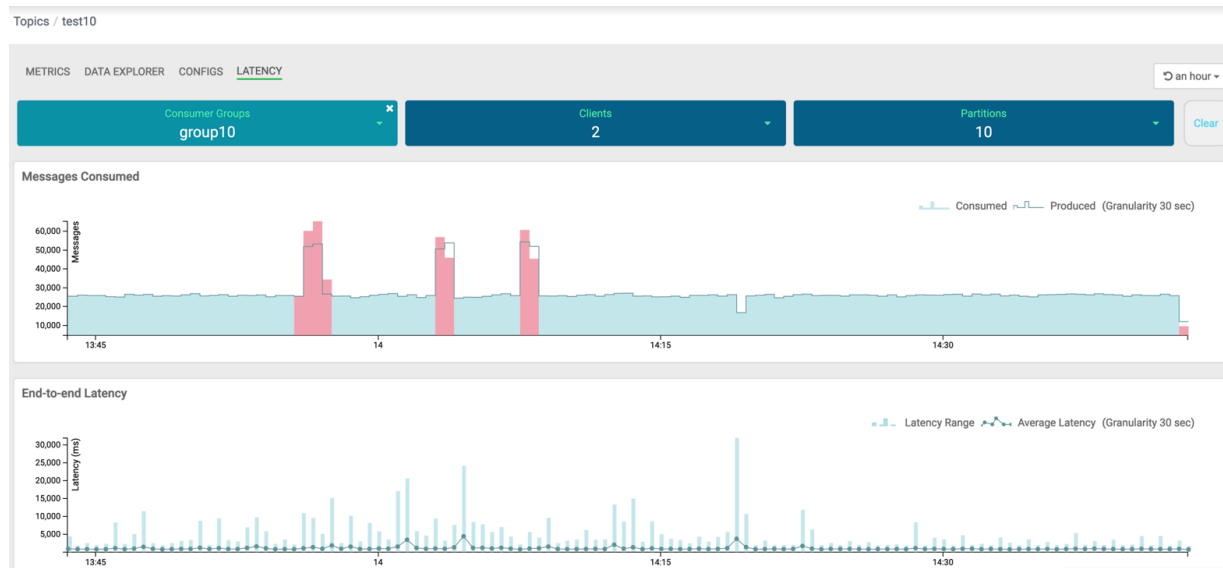 Topics / test10
METRICS DATA EXPLORER CONFIGS LATENCY
an hour
Consumer Groups
group10
Clients
2
Partitions
10
Clear
Messages Consumed
Consumed Produced (Granularity 30 sec)
Messages
60,000
50,000
40,000
30,000
20,000
10,000
13:45 14 14:15 14:30
End-to-end Latency
Latency Range Average Latency (Granularity 30 sec)
Latency (ms)
30,000
25,000
20,000
15,000
10,000
5,000
13:45 14 14:15 14:30